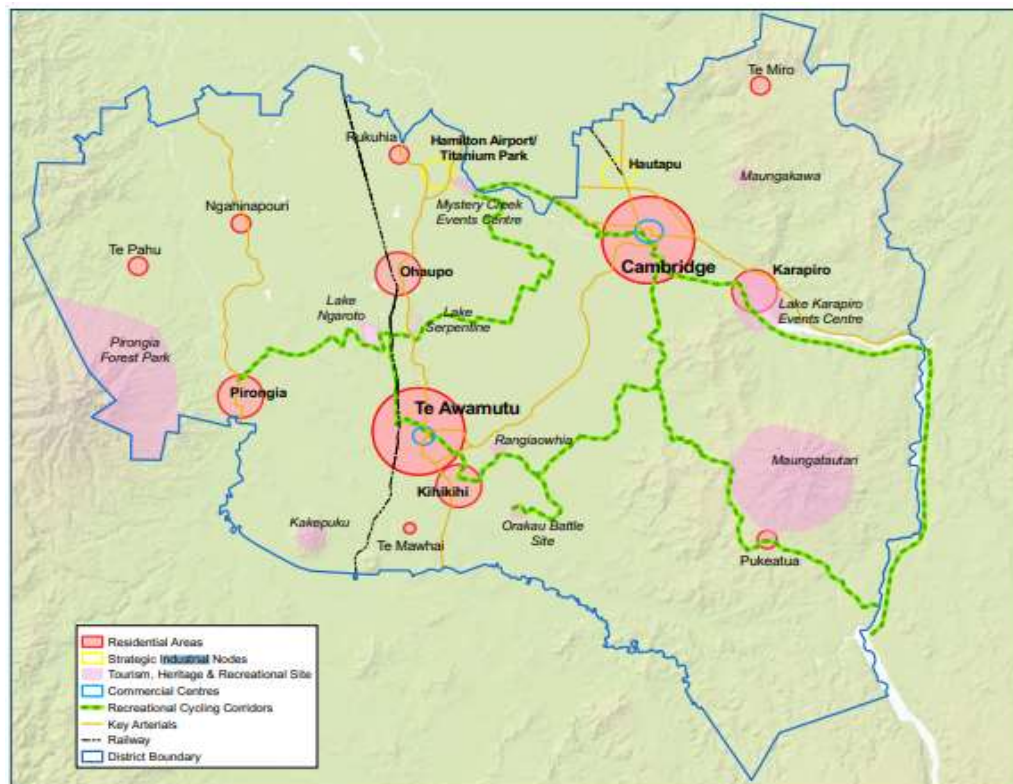 Te Miro
Rukuhia
Hamilton Airport/
Titanium Park
Hautapu
Maungakawa
Mystery Creek
Events Centre
Ngahinapouri
Te Pahu
Ohaupo
Cambridge
Karapiro
Lake
Ngaroto
Lake
Serpentine
Lake Karapiro
Events Centre
Pirongia
Forest Park
Pirongia
Te Awamutu
Rangiaowhia
Maungatautari
Kihikihi
Kakepuku
Te Mawhai
Orakau Battle
Site
Pukeatua
Residential Areas
Strategic Industrial Nodes
Tourism, Heritage & Recreational Site
Commercial Centres
Recreational Cycling Corridors
Key Arterials
Railway
District Boundary